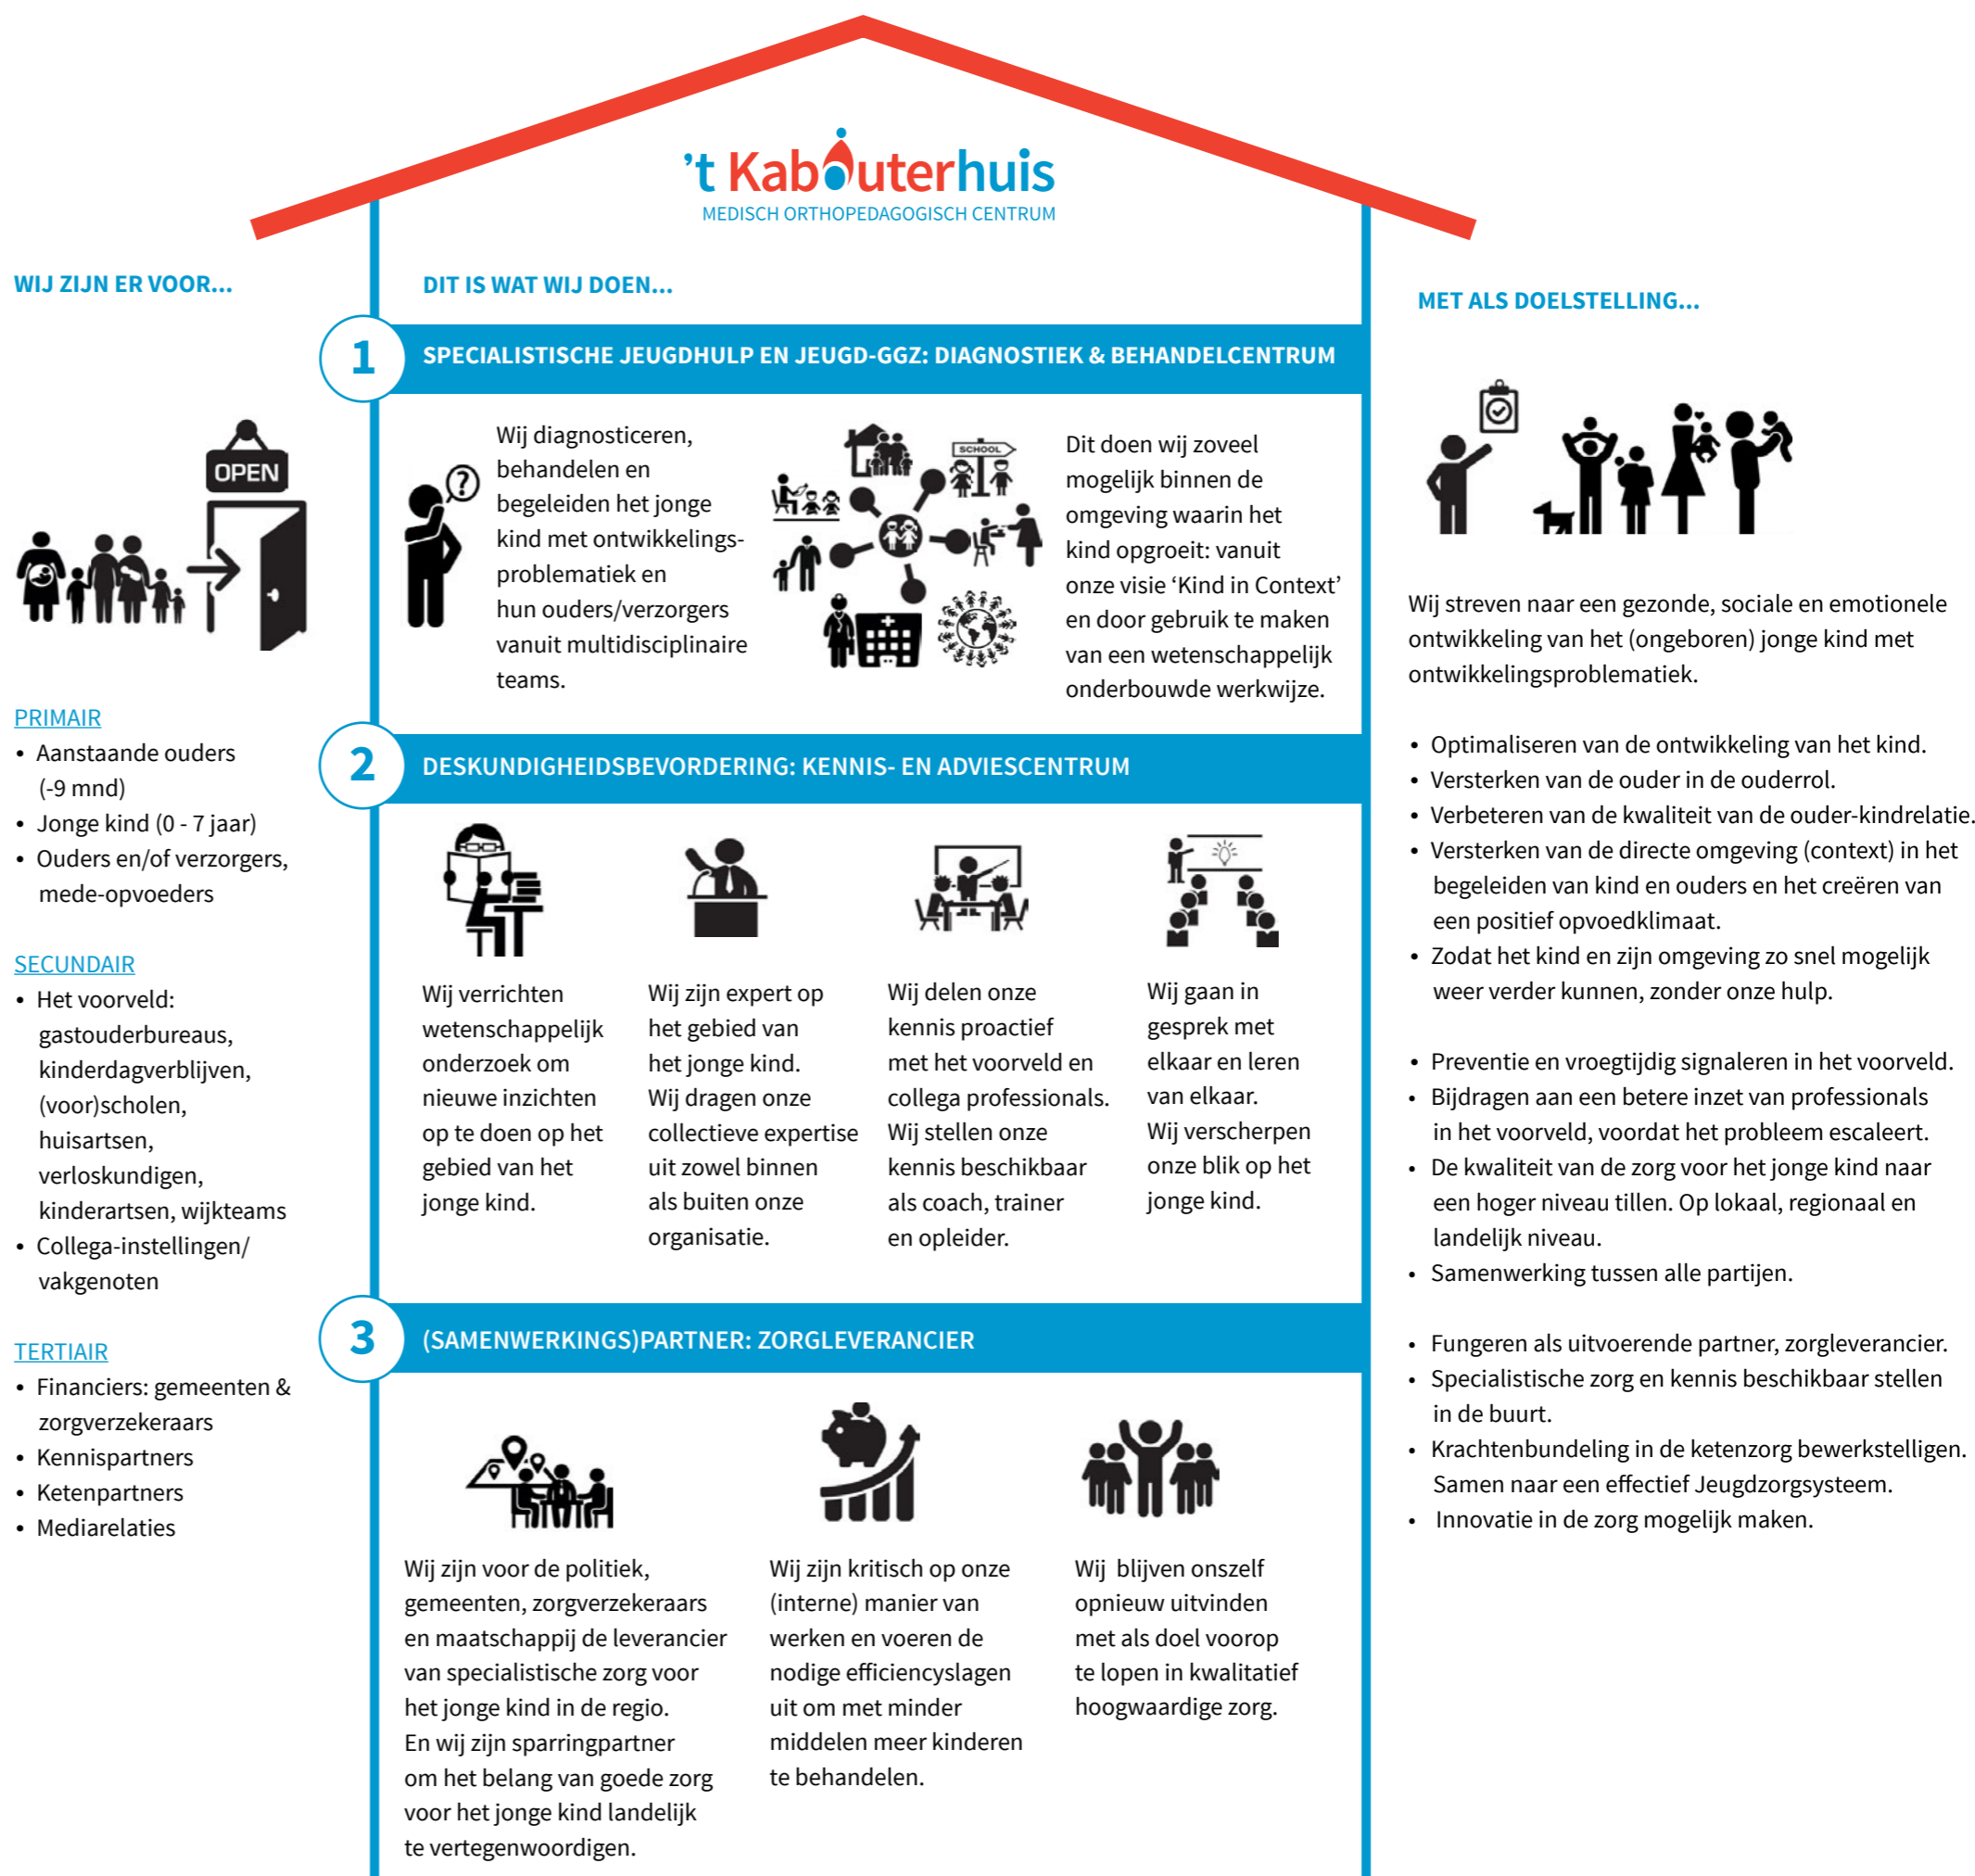 't Kabouterhuis
MEDISCH ORTHOPEDAGOGISCH CENTRUM
WIJ ZIJN ER VOOR...
OPEN
PRIMAIR
• Aanstaande ouders
(-9 mnd)
• Jonge kind (0 - 7 jaar)
• Ouders en/of verzorgers,
mede-opvoeders
SECUNDAIR
• Het voorveld:
gastouderbureaus,
kinderdagverblijven,
(voor)scholen,
huisartsen,
verloskundigen,
kinderartsen, wijkteams
• Collega-instellingen/
vakgenoten
TERTIAIR
• Financiers: gemeenten &
zorgverzekeraars
• Kennispartners
• Ketenpartners
• Mediarelaties
DIT IS WAT WIJ DOEN...
1
SPECIALISTISCHE JEUGDHULP EN JEUGD-GGZ: DIAGNOSTIEK & BEHANDELCENTRUM
?
Wij diagnosticeren,
behandelen en
begeleiden het jonge
kind met ontwikkelings-
problematiek en
hun ouders/verzorgers
vanuit multidisciplinaire
teams.
SCHOOL
Dit doen wij zoveel
mogelijk binnen de
omgeving waarin het
kind opgroeit: vanuit
onze visie ‘Kind in Context’
en door gebruik te maken
van een wetenschappelijk
onderbouwde werkwijze.
2
DESKUNDIGHEIDSBEVORDERING: KENNIS- EN ADVIESCENTRUM
Wij verrichten
wetenschappelijk
onderzoek om
nieuwe inzichten
op te doen op het
gebied van het
jonge kind.
Wij zijn expert op
het gebied van
het jonge kind.
Wij dragen onze
collectieve expertise
uit zowel binnen
als buiten onze
organisatie.
Wij delen onze
kennis proactief
met het voorveld en
collega professionals.
Wij stellen onze
kennis beschikbaar
als coach, trainer
en opleider.
Wij gaan in
gesprek met
elkaar en leren
van elkaar.
Wij verscherpen
onze blik op het
jonge kind.
3
(SAMENWERKINGS)PARTNER: ZORGLEVERANCIER
Wij zijn voor de politiek,
gemeenten, zorgverzekeraars
en maatschappij de leverancier
van specialistische zorg voor
het jonge kind in de regio.
En wij zijn sparringpartner
om het belang van goede zorg
voor het jonge kind landelijk
te vertegenwoordigen.
Wij zijn kritisch op onze
(interne) manier van
werken en voeren de
nodige efficiencyslagen
uit om met minder
middelen meer kinderen
te behandelen.
Wij blijven onszelf
opnieuw uitvinden
met als doel voorop
te lopen in kwalitatief
hoogwaardige zorg.
MET ALS DOELSTELLING...
Wij streven naar een gezonde, sociale en emotionele
ontwikkeling van het (ongeboren) jonge kind met
ontwikkelingsproblematiek.
• Optimaliseren van de ontwikkeling van het kind.
• Versterken van de ouder in de ouderrol.
• Verbeteren van de kwaliteit van de ouder-kindrelatie.
• Versterken van de directe omgeving (context) in het
begeleiden van kind en ouders en het creëren van
een positief opvoedklimaat.
• Zodat het kind en zijn omgeving zo snel mogelijk
weer verder kunnen, zonder onze hulp.
• Preventie en vroegtijdig signaleren in het voorveld.
• Bijdragen aan een betere inzet van professionals
in het voorveld, voordat het probleem escaleert.
• De kwaliteit van de zorg voor het jonge kind naar
een hoger niveau tillen. Op lokaal, regionaal en
landelijk niveau.
• Samenwerking tussen alle partijen.
• Fungeren als uitvoerende partner, zorgleverancier.
• Specialistische zorg en kennis beschikbaar stellen
in de buurt.
• Krachtenbundeling in de ketenzorg bewerkstelligen.
Samen naar een effectief Jeugdzorgsysteem.
• Innovatie in de zorg mogelijk maken.